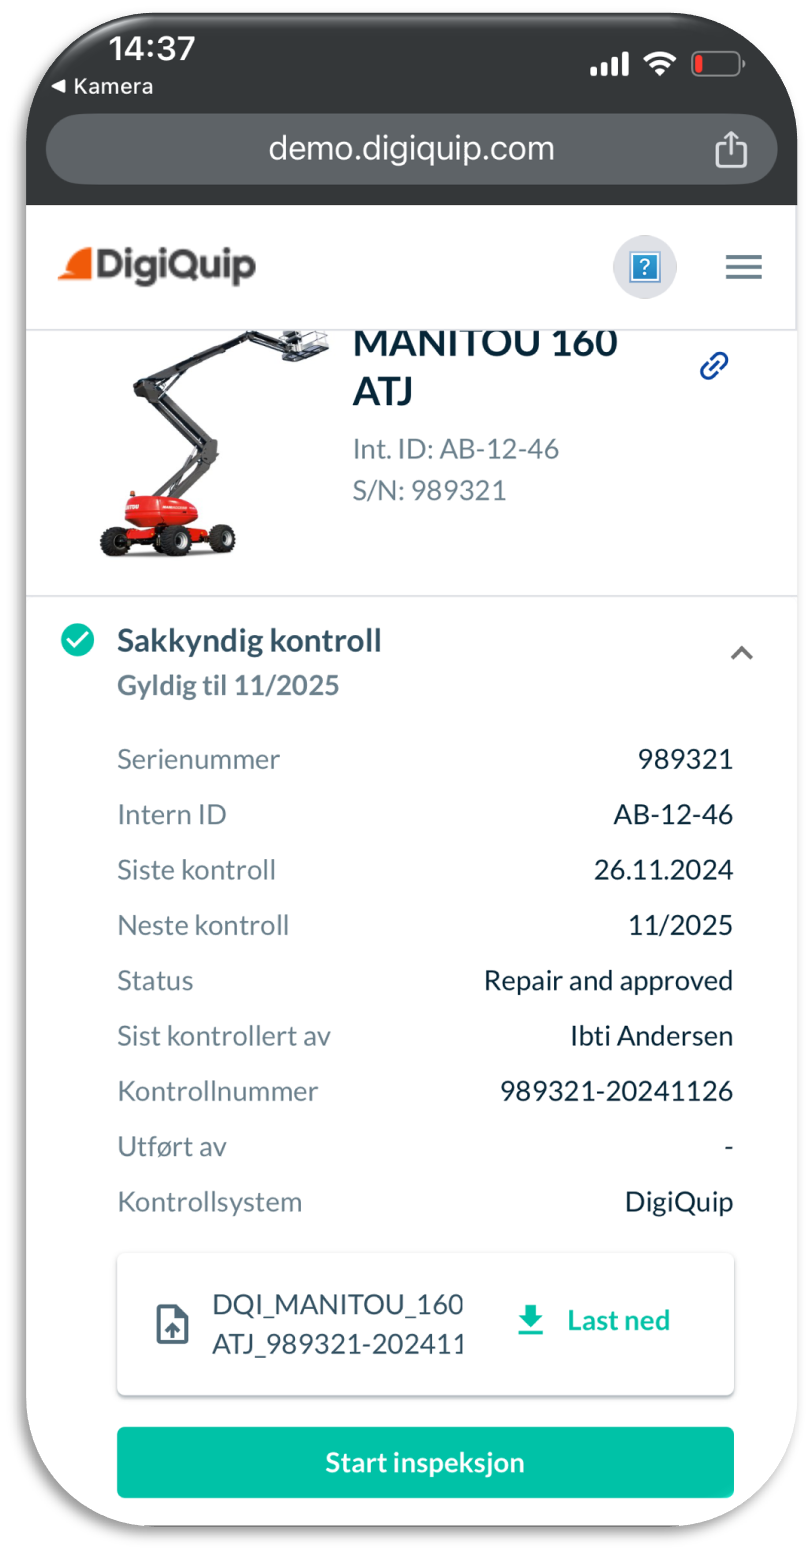 14:37
◀ Kamera
demo.digiquip.com
DigiQuip
?
MANITOU 160
ATJ
Int. ID: AB-12-46
S/N: 989321
Sakkyndig kontroll
Gyldig til 11/2025
Serienummer 989321
Intern ID AB-12-46
Siste kontroll 26.11.2024
Neste kontroll 11/2025
Status Repair and approved
Sist kontrollert av Ibti Andersen
Kontrollnummer 989321-20241126
Utført av -
Kontrollsystem DigiQuip
DQI_MANITOU_160
ATJ_989321-202411
Last ned
Start inspeksjon